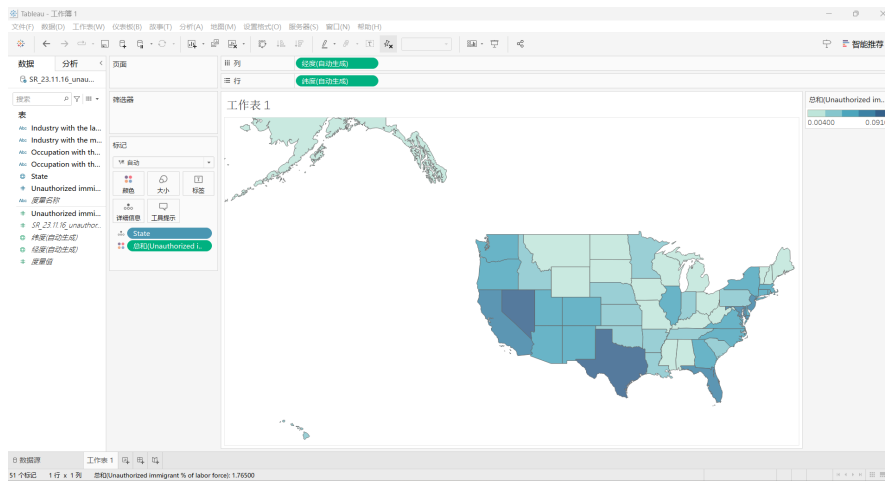 Tableau - 工作簿 1
文件(F) 数据(D) 工作表(W) 仪表板(B) 故事(T) 分析(A) 地图(M) 设置格式(O) 服务器(S) 窗口(N) 帮助(H)
智能推荐
数据 分析
SR_23.11.16_unau...
搜索
表
Abc Industry with the la...
Abc Industry with the m...
Abc Occupation with th...
Abc Occupation with th...
State
Unauthorized immi...
Abc 度量名称
Unauthorized immi...
SR_23.11.16_unauthor...
纬度(自动生成)
经度(自动生成)
度量值
页面
筛选器
标记
自动
颜色 大小 标签
详细信息 工具提示
State
总和(Unauthorized i...
列 经度(自动生成)
行 纬度(自动生成)
工作表 1
总和(Unauthorized im...
0.00400
数据源 工作表 1
51 个标记 1 行 x 1 列 总和(Unauthorized immigrant % of labor force): 1.76500